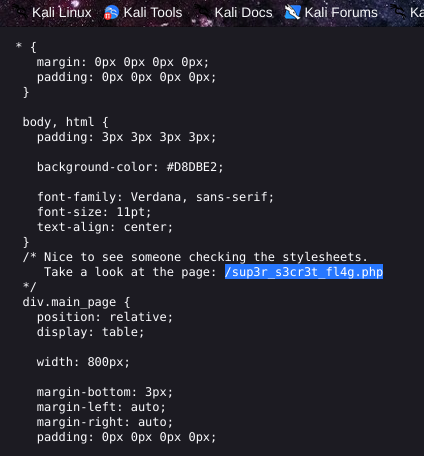 Kali Linux Kali Tools Kali Docs Kali Forums Ka
* {
margin: 0px 0px 0px 0px;
padding: 0px 0px 0px 0px;
}
body, html {
padding: 3px 3px 3px 3px;
background-color: #D8DBE2;
font-family: Verdana, sans-serif;
font-size: 11pt;
text-align: center;
}
/* Nice to see someone checking the stylesheets.
Take a look at the page: /sup3r_s3cr3t_fl4g.php
*/
div.main_page {
position: relative;
display: table;
width: 800px;
margin-bottom: 3px;
margin-left: auto;
margin-right: auto;
padding: 0px 0px 0px 0px;